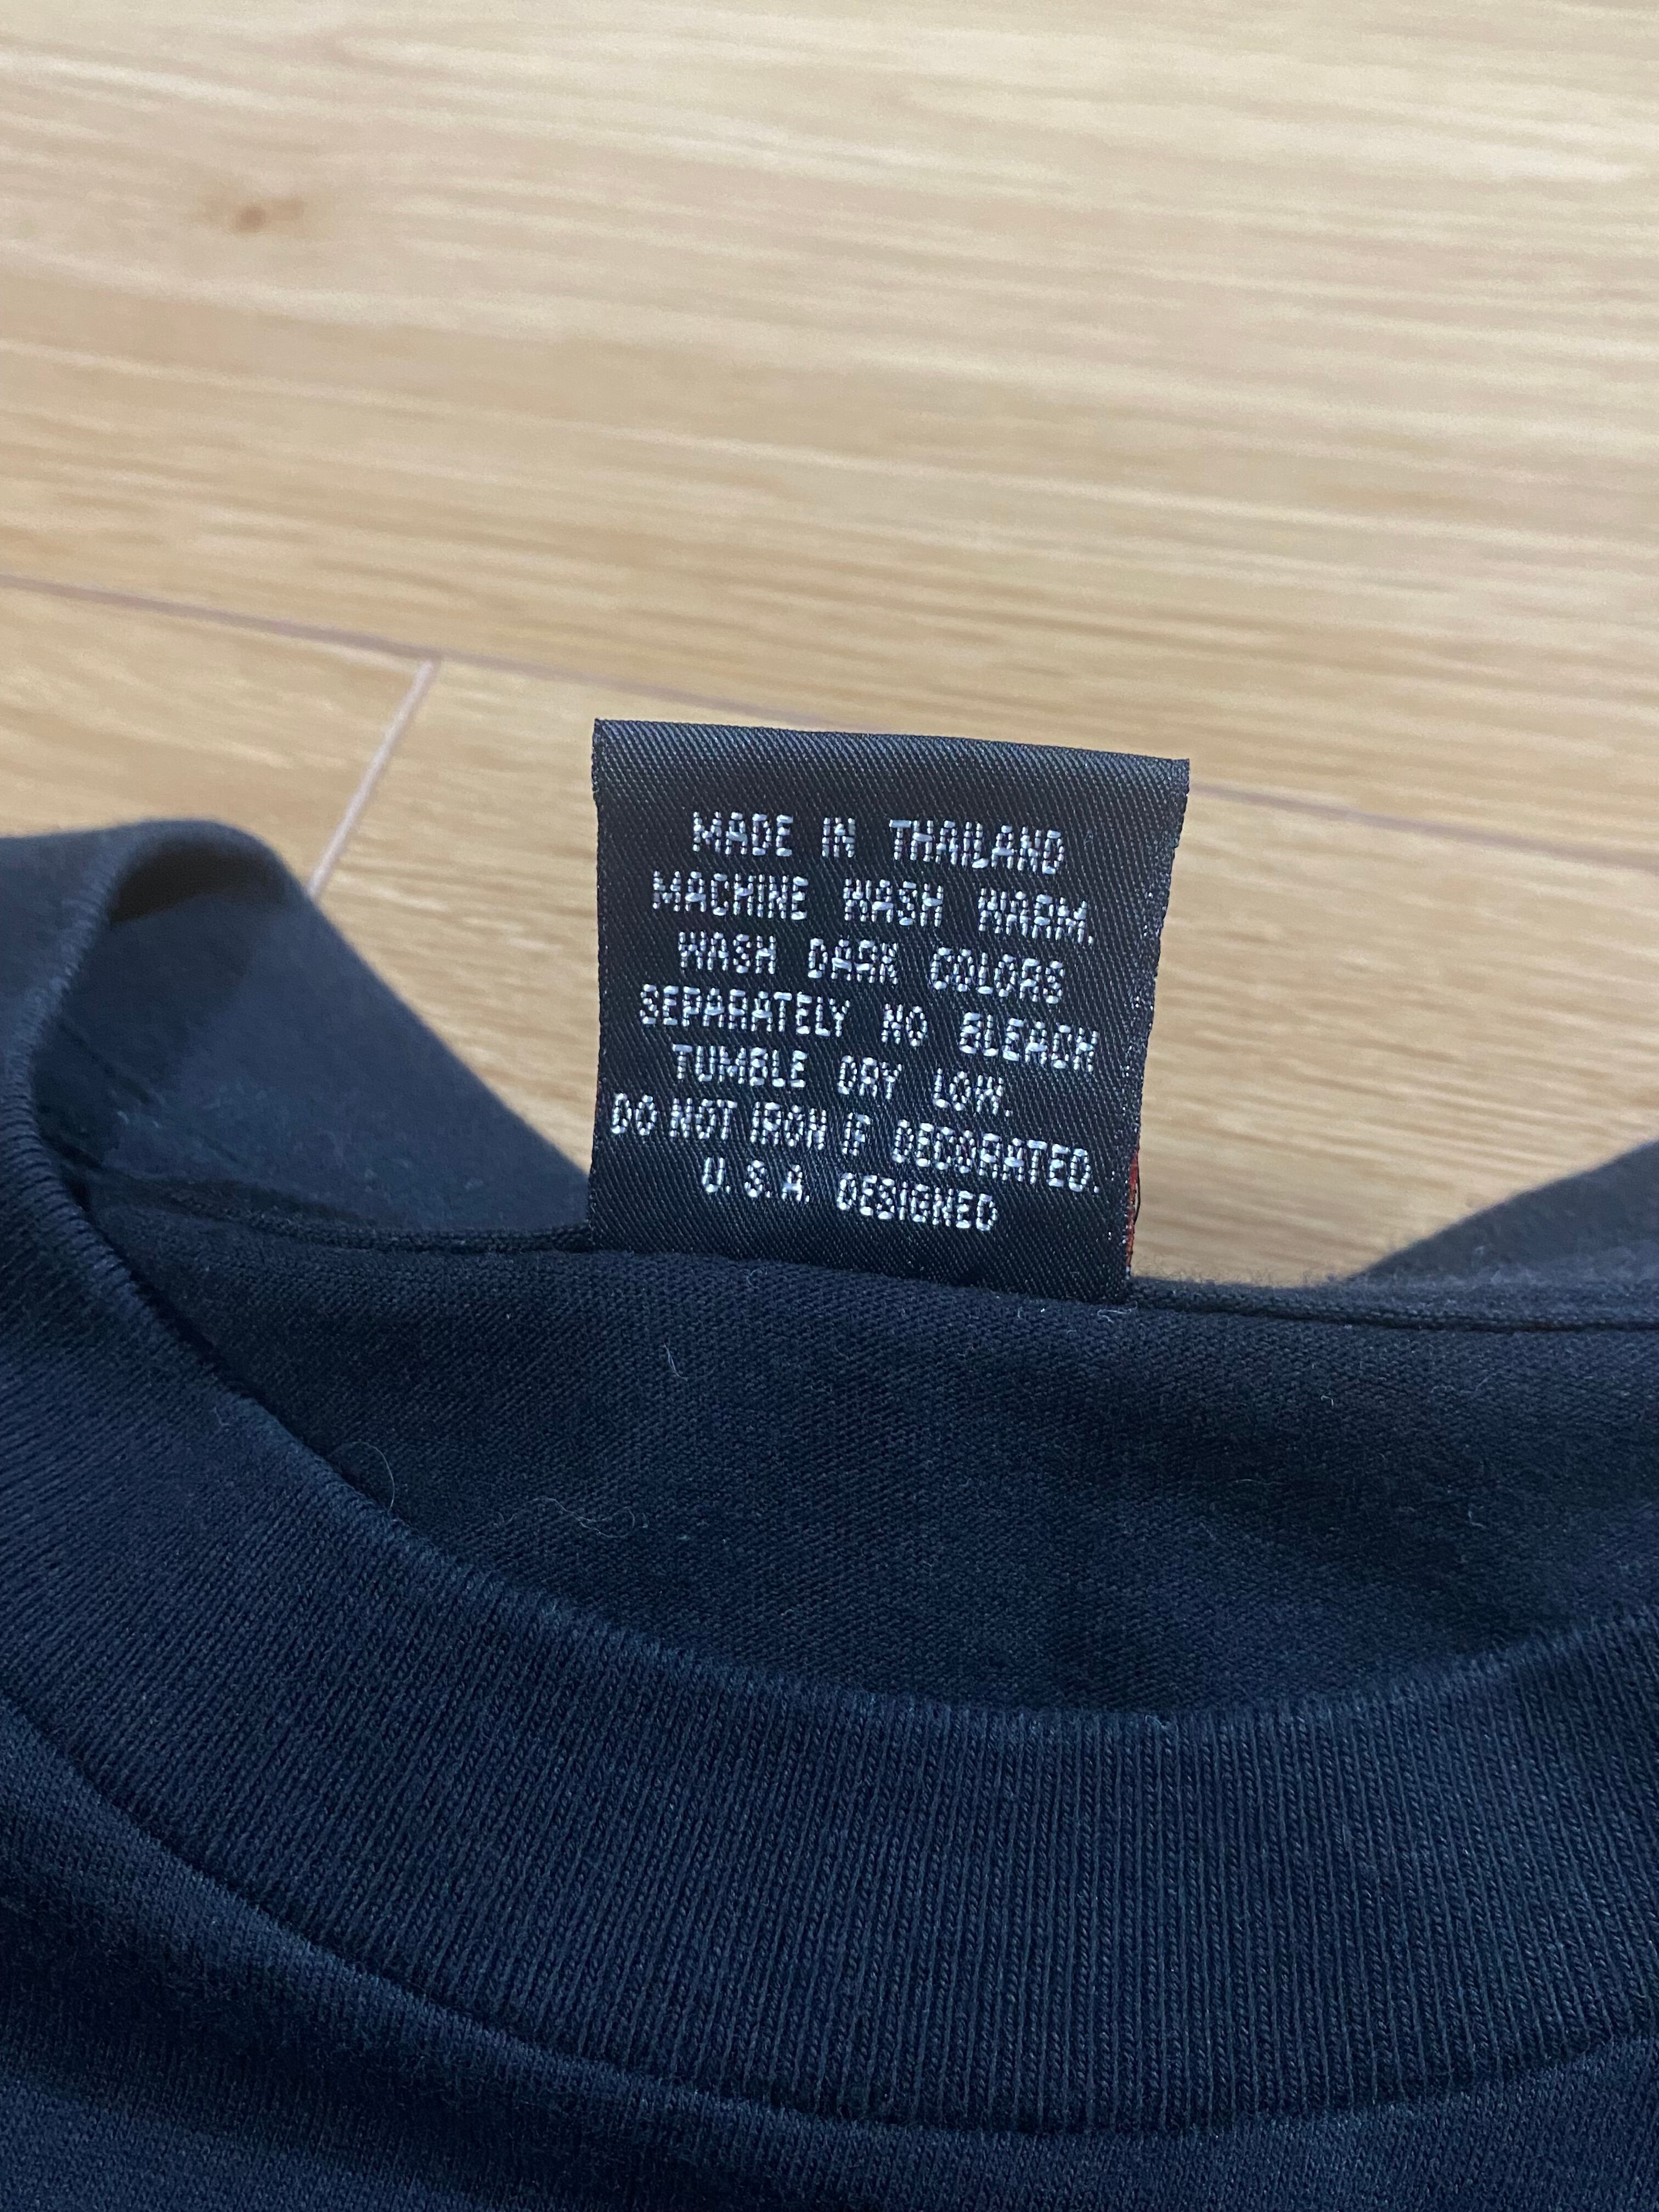 MADE IN THAILAND
MACHINE WASH WARM.
WASH DARK COLORS
SEPARATELY NO BLEACH
TUMBLE DRY LOW.
DO NOT IRON IF DECORATED.
U.S.A. DESIGNED